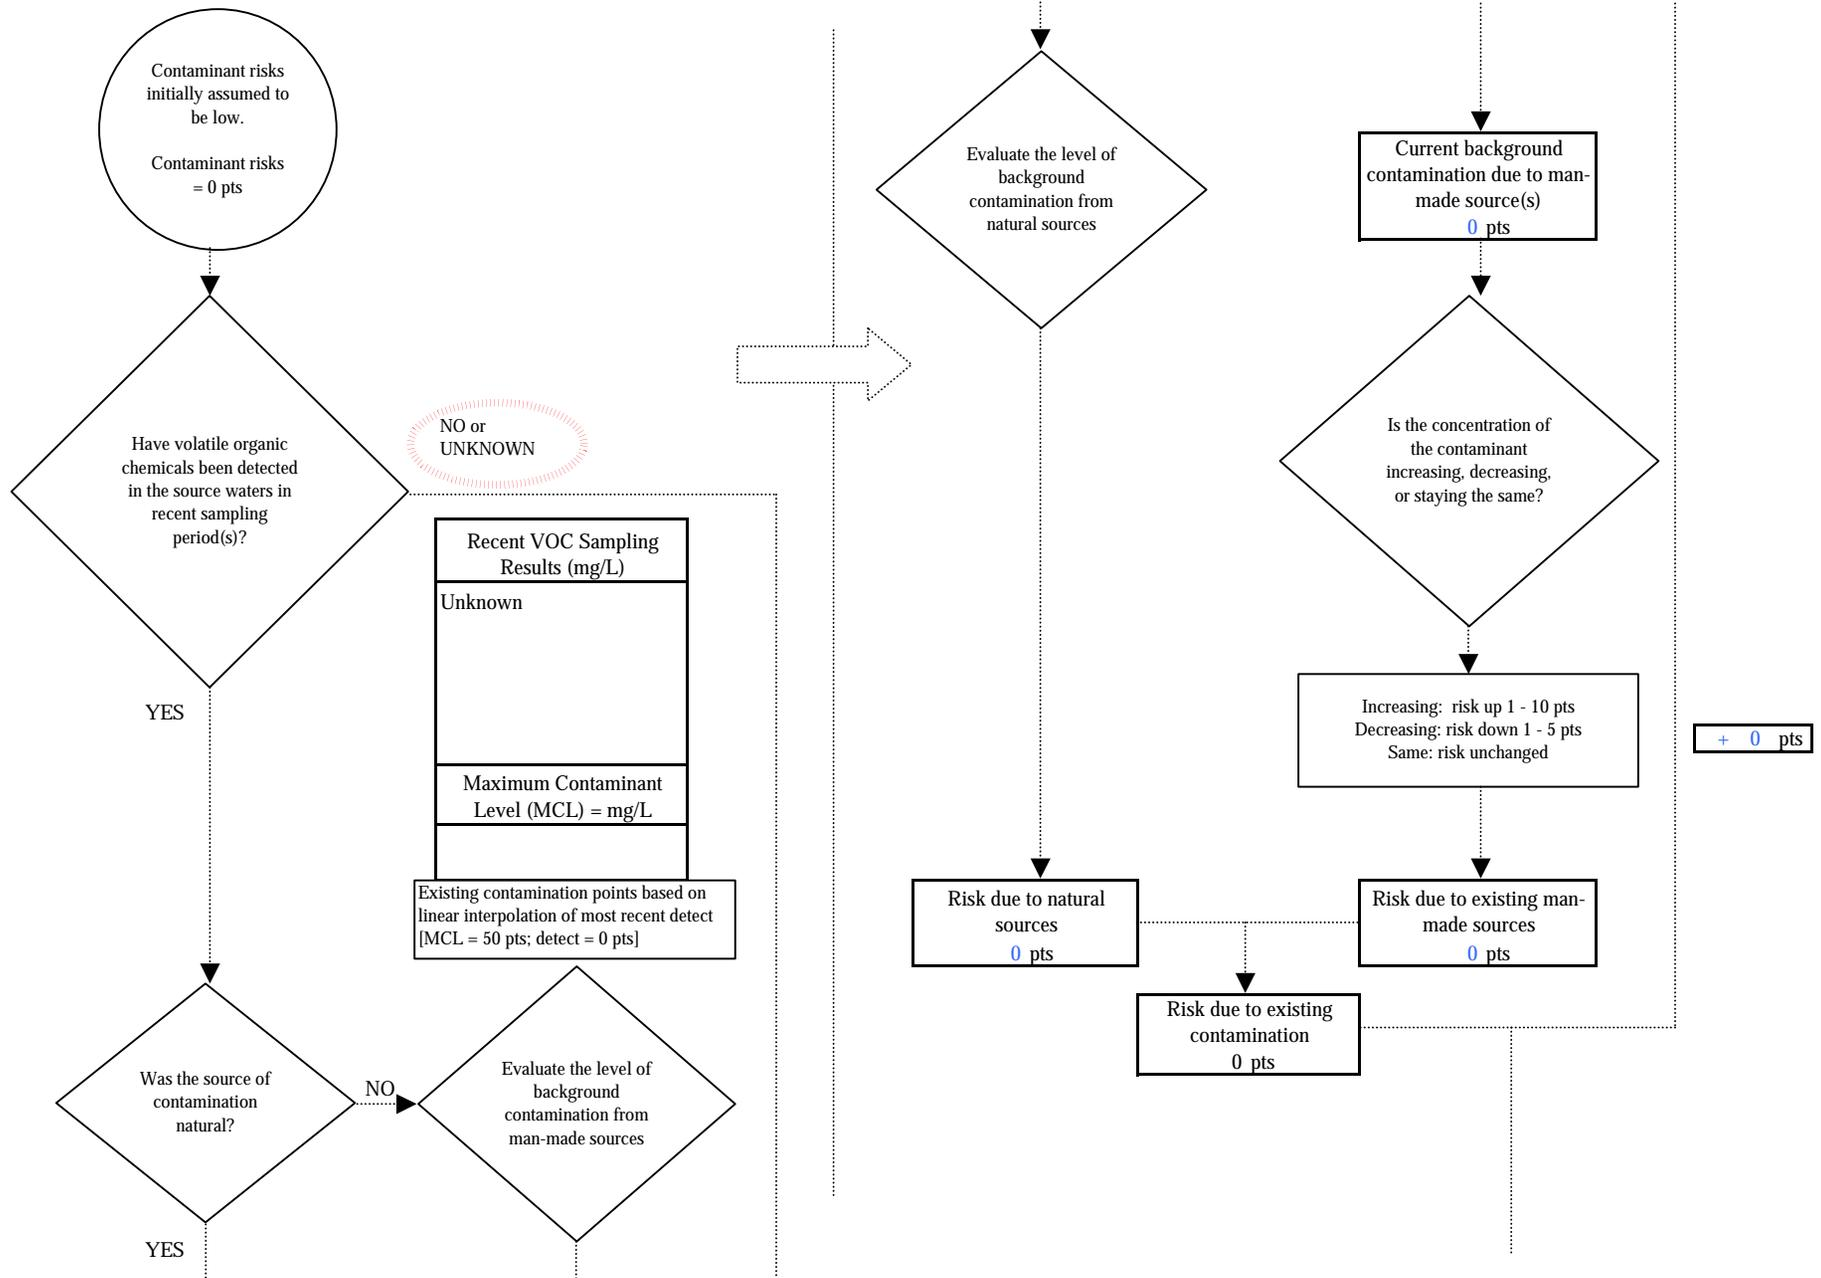 Contaminant risks
initially assumed to
be low.
Contaminant risks
= 0 pts
Have volatile organic
chemicals been detected
in the source waters in
recent sampling
period(s)?
NO or
UNKNOWN
Recent VOC Sampling
Results (mg/L)
Unknown
Maximum Contaminant
Level (MCL) = mg/L
Existing contamination points based on
linear interpolation of most recent detect
[MCL = 50 pts; detect = 0 pts]
YES
Was the source of
contamination
natural?
NO
Evaluate the level of
background
contamination from
man-made sources
YES
Evaluate the level of
background
contamination from
natural sources
Current background
contamination due to man-
made source(s)
0 pts
Is the concentration of
the contaminant
increasing, decreasing,
or staying the same?
Increasing: risk up 1 - 10 pts
Decreasing: risk down 1 - 5 pts
Same: risk unchanged
+ 0 pts
Risk due to natural
sources
0 pts
Risk due to existing man-
made sources
0 pts
Risk due to existing
contamination
0 pts